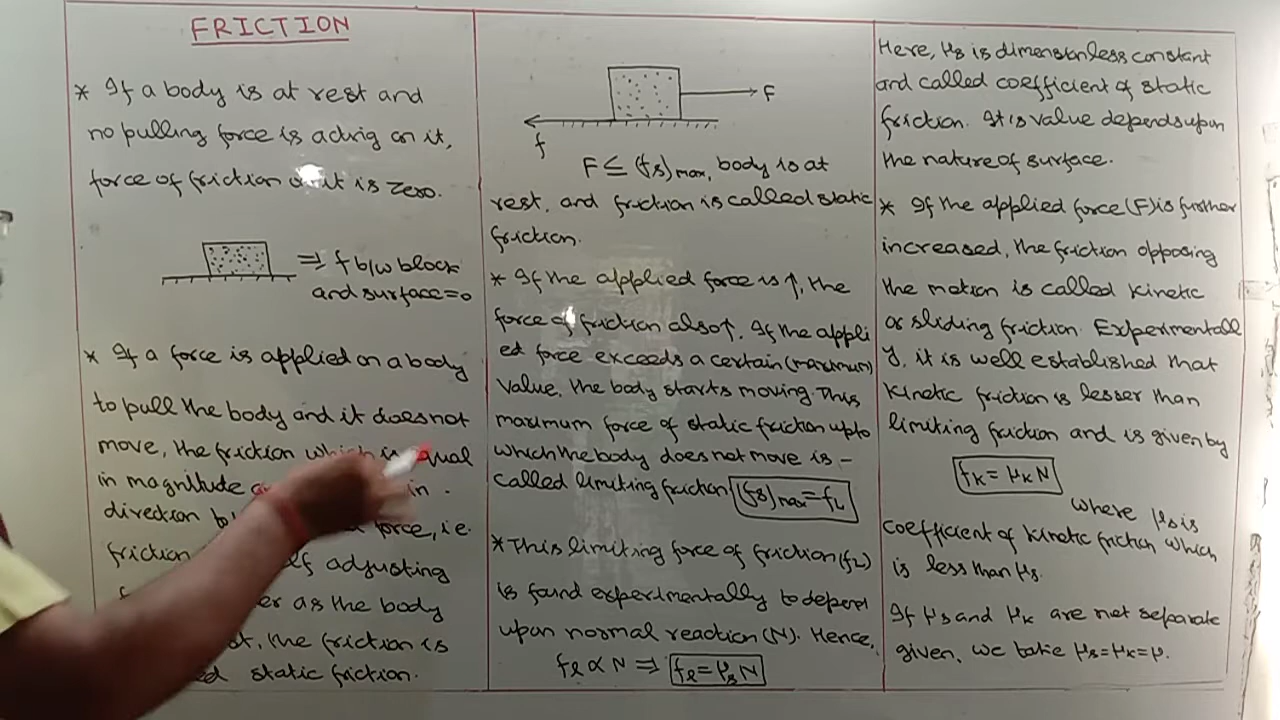 FRICTION
* If a body is at rest and
no pulling force is acting on it,
force of friction it is zero.
⇒ f b/w block
and surface=0
* If a force is applied on a body
to pull the body and it does not
move, the friction which is equal
in magnitude in
direction force, i.e.
friction adjusting
as the body
the friction is
static friction.
F
f
F ≤ (fs)max, body is at
rest, and friction is called static
friction.
* If the applied force is ↑, the
force of friction also↑. If the appli
ed force exceeds a certain (maximum)
value, the body starts moving This
maximum force of static friction upto
which the body does not move is -
called limiting friction (fs)max = fL
* This limiting force of friction (fL)
is found experimentally to depend
upon normal reaction (N). Hence,
fl ∝ N ⇒ fl = μs N
Here, μs is dimensionless constant
and called coefficient of static
friction. It is value depends upon
the nature of surface.
* If the applied force (F) is further
increased, the friction opposing
the motion is called kinetic
or sliding friction. Experimentall
y, it is well established that
kinetic friction is lesser than
limiting friction and is given by
fK = μK N
where μs is
coefficient of kinetic friction which
is less than μs.
If μs and μK are not separate
given, we take μs=μK=μ.